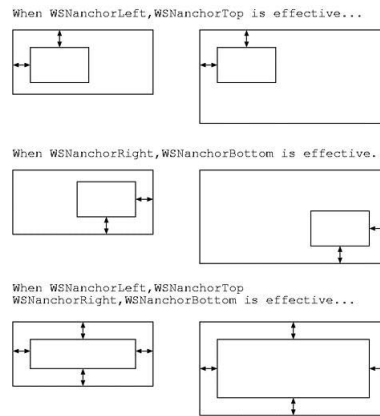 When WSNanchorLeft,WSNanchorTop is effective...
When WSNanchorRight,WSNanchorBottom is effective.
When WSNanchorLeft,WSNanchorTop
WSNanchorRight,WSNanchorBottom is effective...